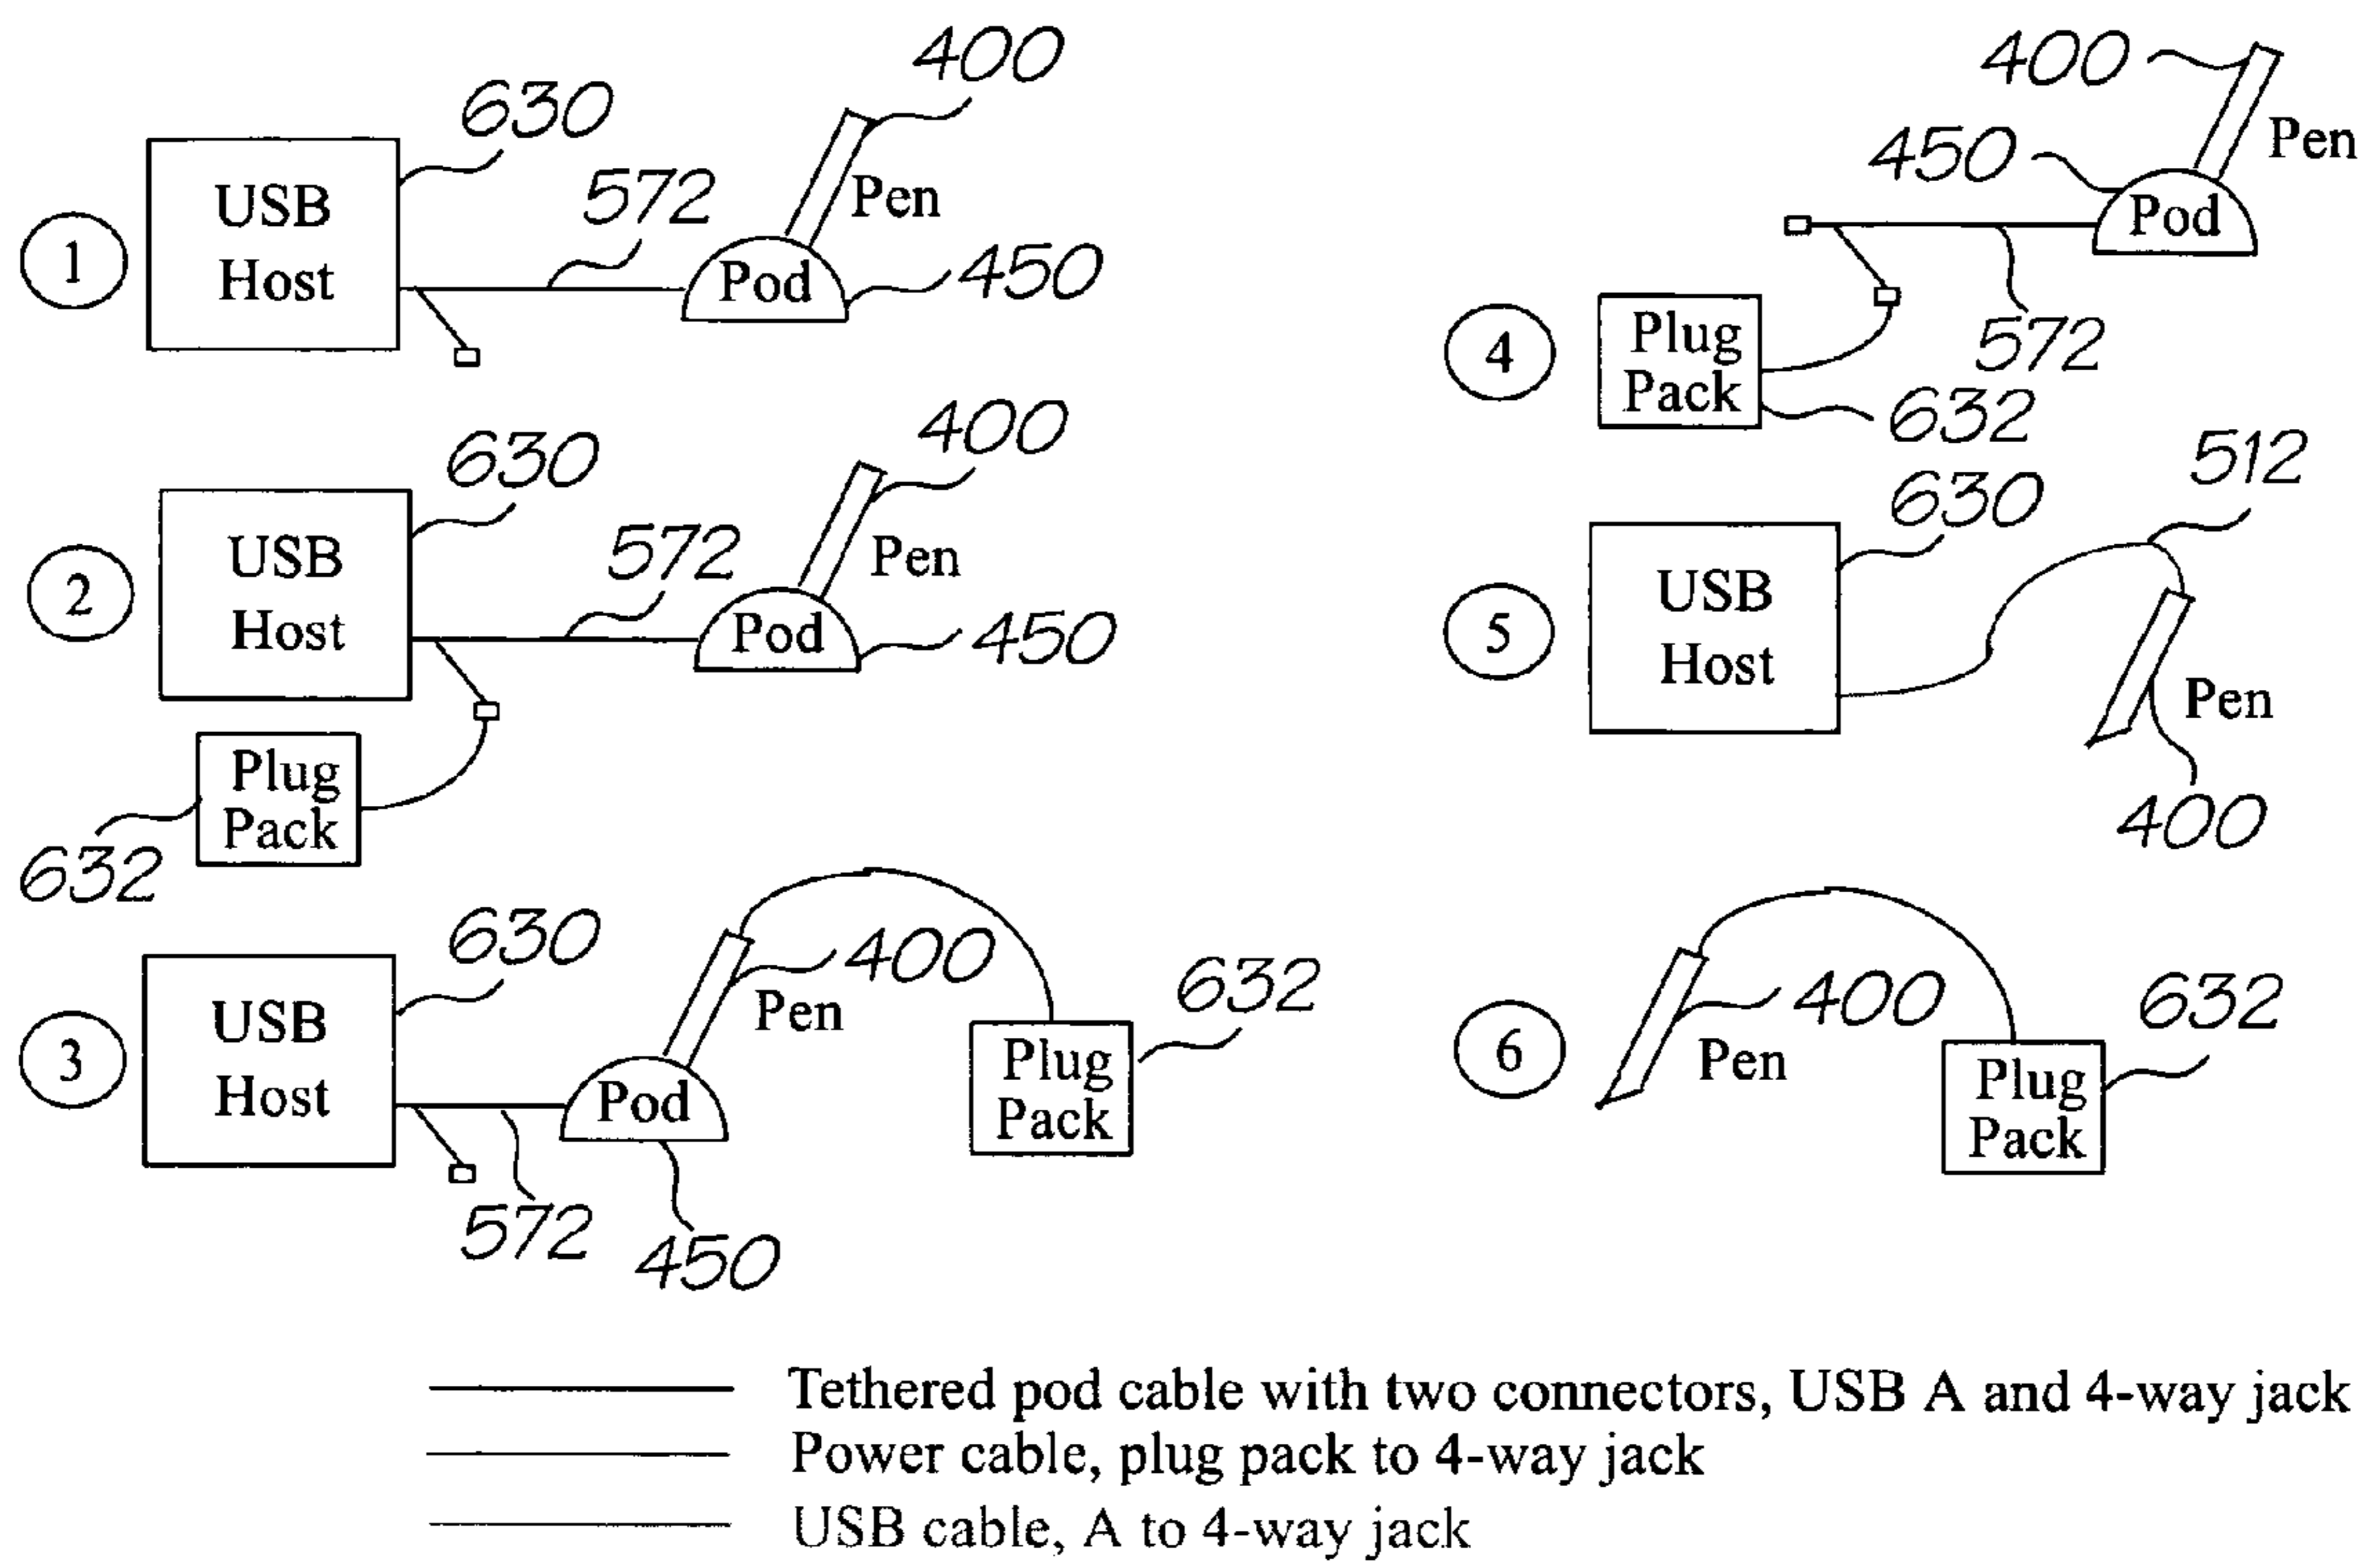 400
630
USB
Host
572
Pen
1
Pod
450
400
630
USB
Host
572
Pen
2
Pod
450
Plug
Pack
632
630
USB
Host
400
Pen
632
3
Pod
Plug
Pack
572
450
400
Pen
450
Pod
4
Plug
Pack
572
632
512
630
USB
Host
5
Pen
400
400
632
6
Pen
Plug
Pack
Tethered pod cable with two connectors, USB A and 4-way jack
Power cable, plug pack to 4-way jack
USB cable, A to 4-way jack